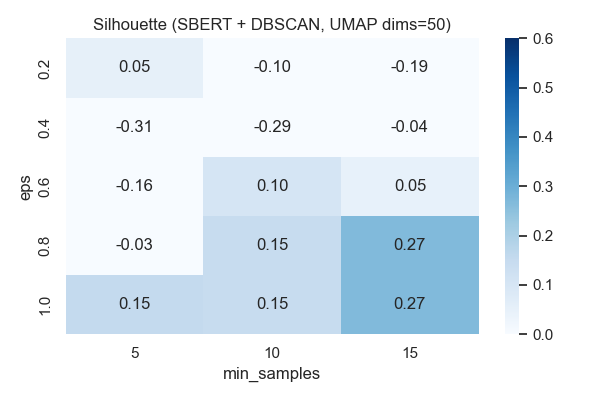 Silhouette (SBERT + DBSCAN, UMAP dims=50)
0.2 0.05 -0.10 -0.19
0.4 -0.31 -0.29 -0.04
0.6 -0.16 0.10 0.05
0.8 -0.03 0.15 0.27
1.0 0.15 0.15 0.27
eps
5 10 15
min_samples
0.6
0.5
0.4
0.3
0.2
0.1
0.0